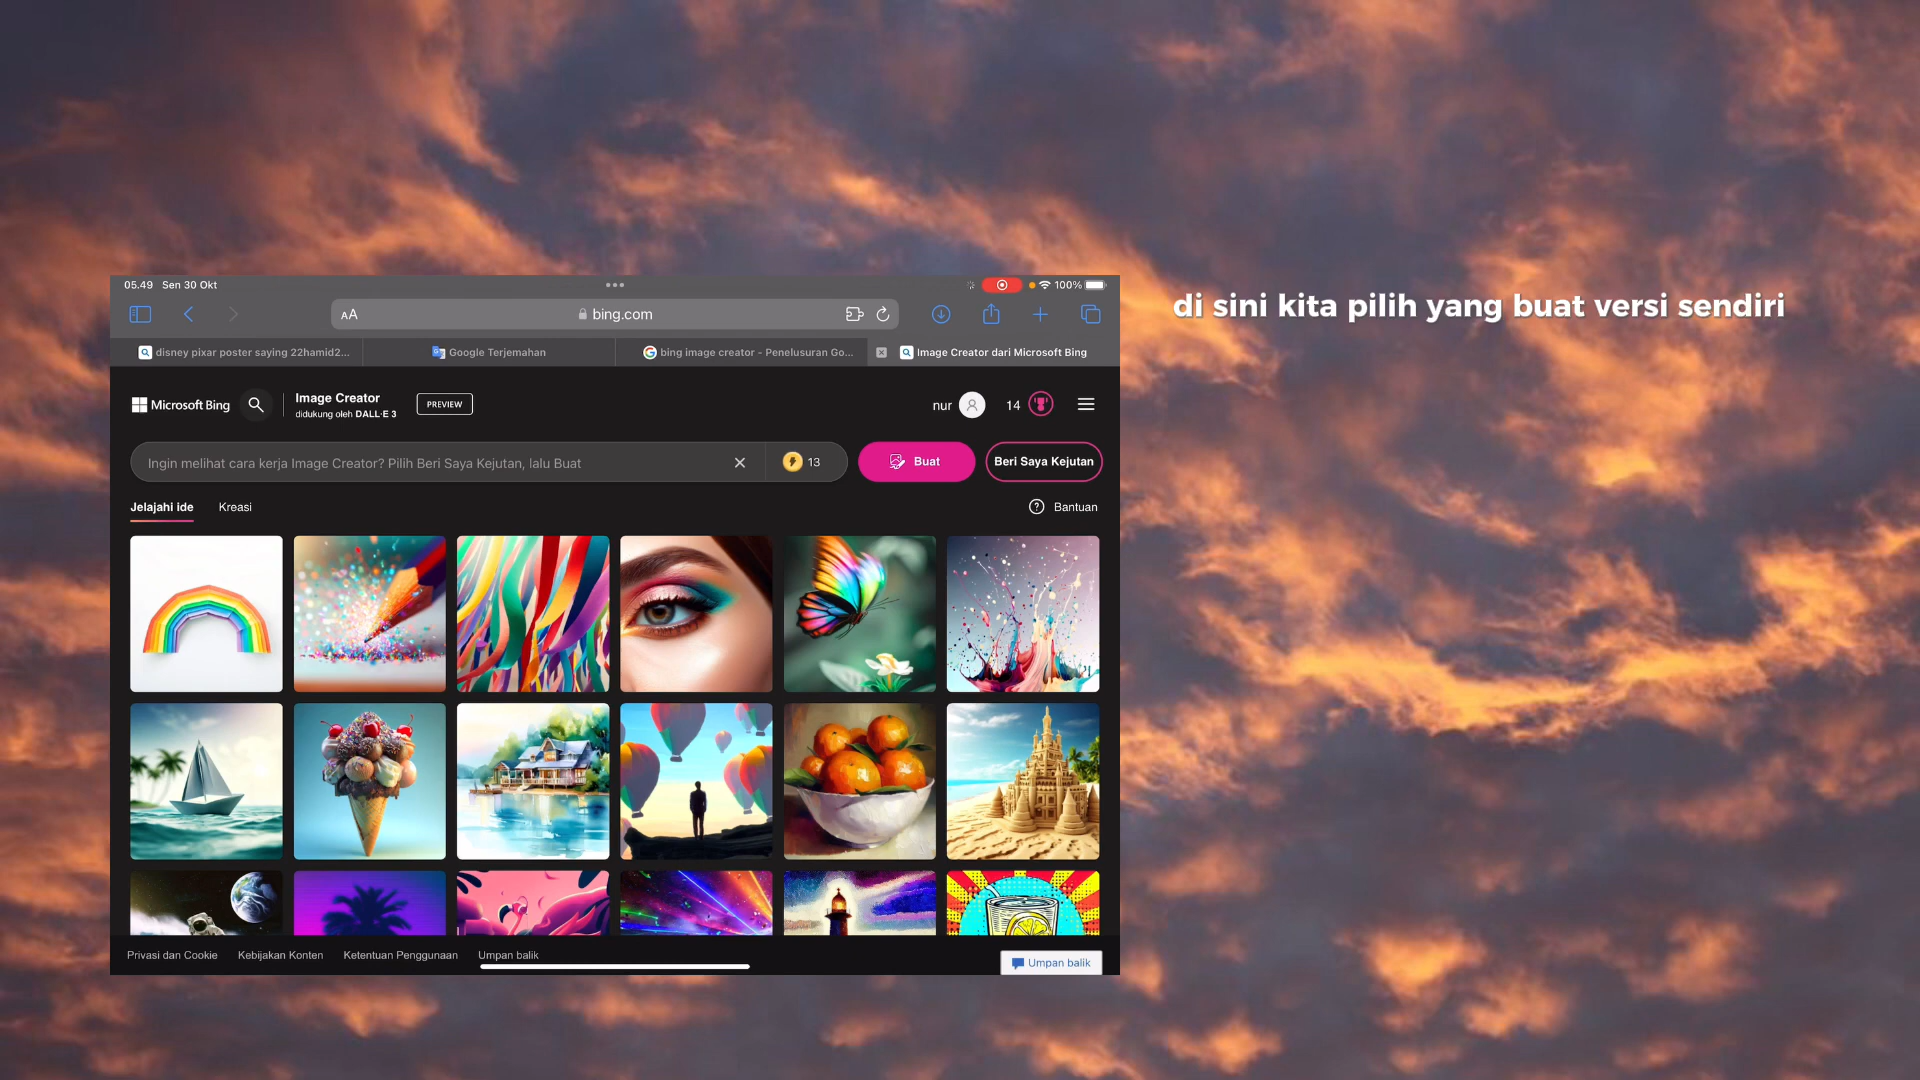 05.49 Sen 30 Okt
100%
AA
bing.com
disney pixar poster saying 22hamid2...
Google Terjemahan
bing image creator - Penelusuran Go...
Image Creator dari Microsoft Bing
di sini kita pilih yang buat versi sendiri
Microsoft Bing
Image Creator
didukung oleh DALL·E 3
PREVIEW
nur
14
Ingin melihat cara kerja Image Creator? Pilih Beri Saya Kejutan, lalu Buat
13
Buat
Beri Saya Kejutan
Jelajahi ide
Kreasi
Bantuan
Privasi dan Cookie
Kebijakan Konten
Ketentuan Penggunaan
Umpan balik
Umpan balik